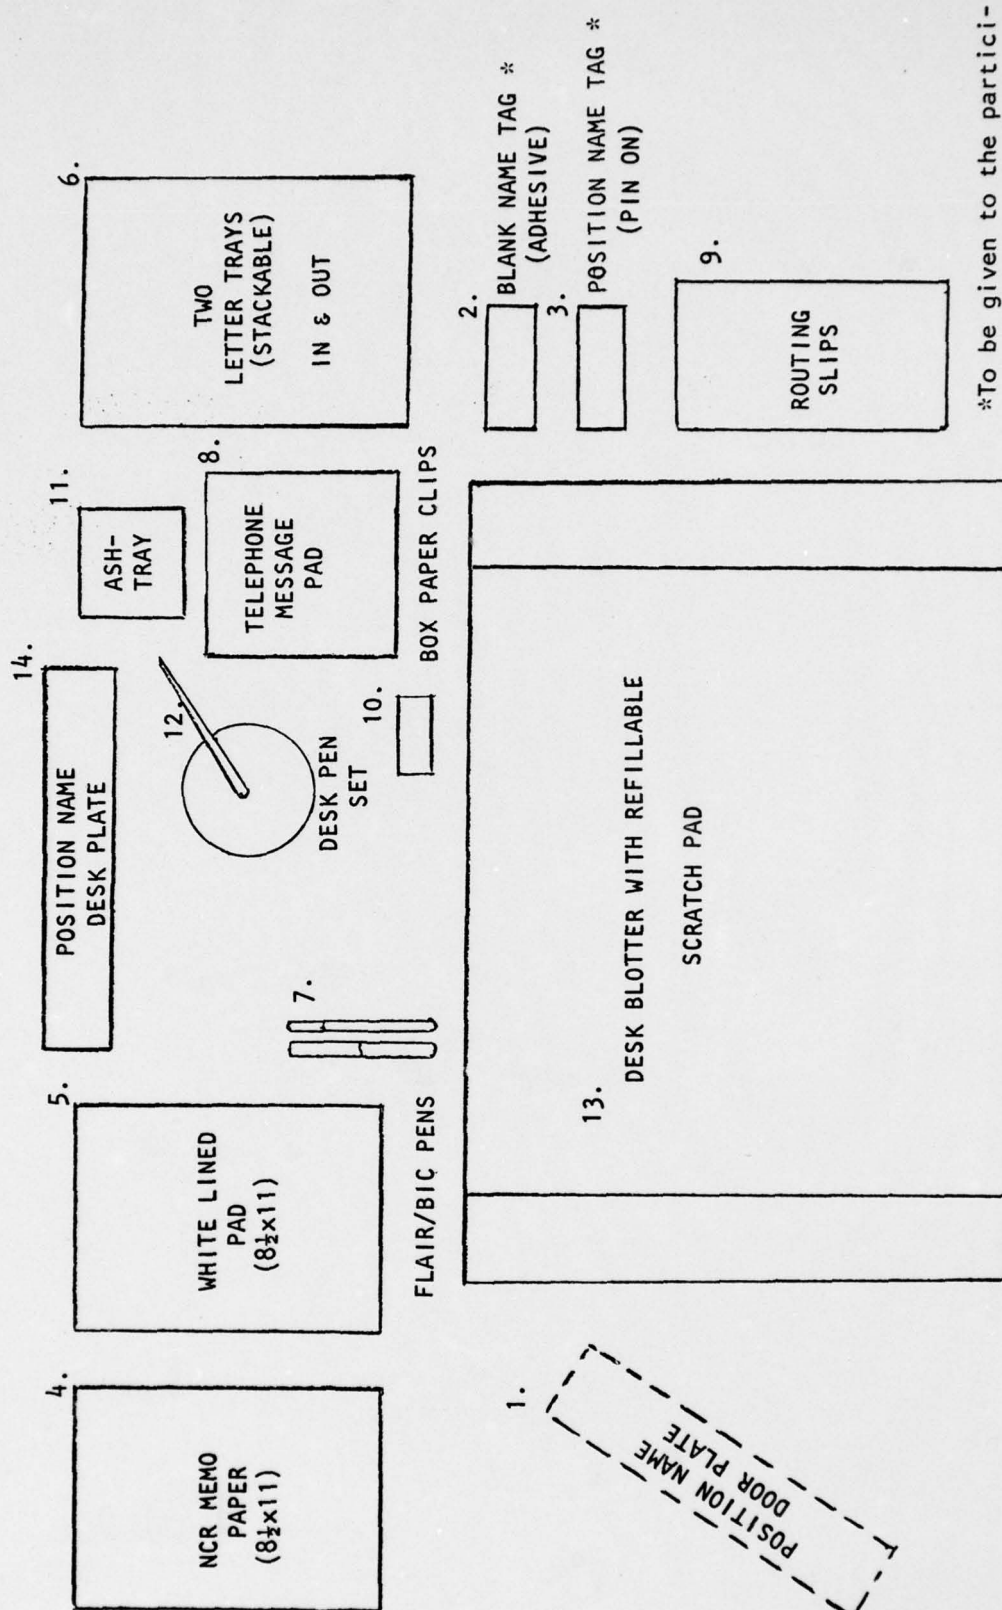 14.
POSITION NAME
DESK PLATE
4.
NCR MEMO
PAPER
(8½x11)
5.
WHITE LINED
PAD
(8½x11)
7.
FLAIR/BIC PENS
12.
DESK PEN
SET
11.
ASH-
TRAY
8.
TELEPHONE
MESSAGE
PAD
10.
BOX PAPER CLIPS
6.
TWO
LETTER TRAYS
(STACKABLE)
IN & OUT
2.
BLANK NAME TAG *
(ADHESIVE)
3.
POSITION NAME TAG *
(PIN ON)
1.
POSITION NAME
DOOR PLATE
13.
DESK BLOTTER WITH REFILLABLE
SCRATCH PAD
9.
ROUTING
SLIPS
*To be given to the partici-